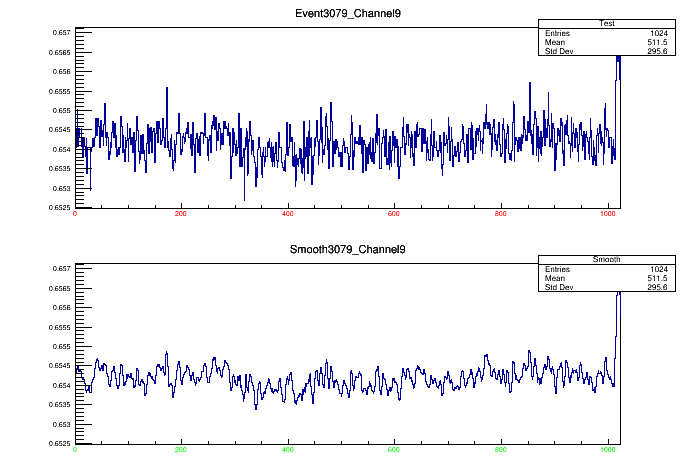 Event3079_Channel9
Test
Entries 1024
Mean 511.5
Std Dev 295.6
0.657
0.6565
0.656
0.6555
0.655
0.6545
0.654
0.6535
0.653
0.6525
0 200 400 600 800 1000
Smooth3079_Channel9
Smooth
Entries 1024
Mean 511.5
Std Dev 295.6
0.657
0.6565
0.656
0.6555
0.655
0.6545
0.654
0.6535
0.653
0.6525
0 200 400 600 800 1000